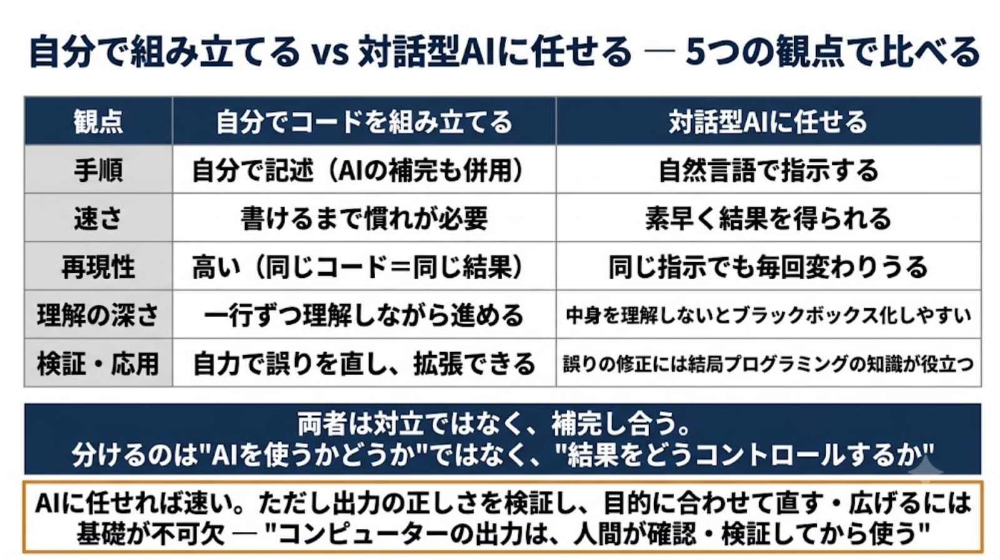 自分で組み立てる vs 対話型AIに任せる — 5つの観点で比べる
観点 自分でコードを組み立てる 対話型AIに任せる
手順 自分で記述（AIの補完も併用） 自然言語で指示する
速さ 書けるまで慣れが必要 素早く結果を得られる
再現性 高い（同じコード＝同じ結果） 同じ指示でも毎回変わりうる
理解の深さ 一行ずつ理解しながら進める 中身を理解しないとブラックボックス化しやすい
検証・応用 自力で誤りを直し、拡張できる 誤りの修正には結局プログラミングの知識が役立つ
両者は対立ではなく、補完し合う。
分けるのは"AIを使うかどうか"ではなく、"結果をどうコントロールするか"
AIに任せれば速い。ただし出力の正しさを検証し、目的に合わせて直す・広げるには
基礎が不可欠 — "コンピューターの出力は、人間が確認・検証してから使う"